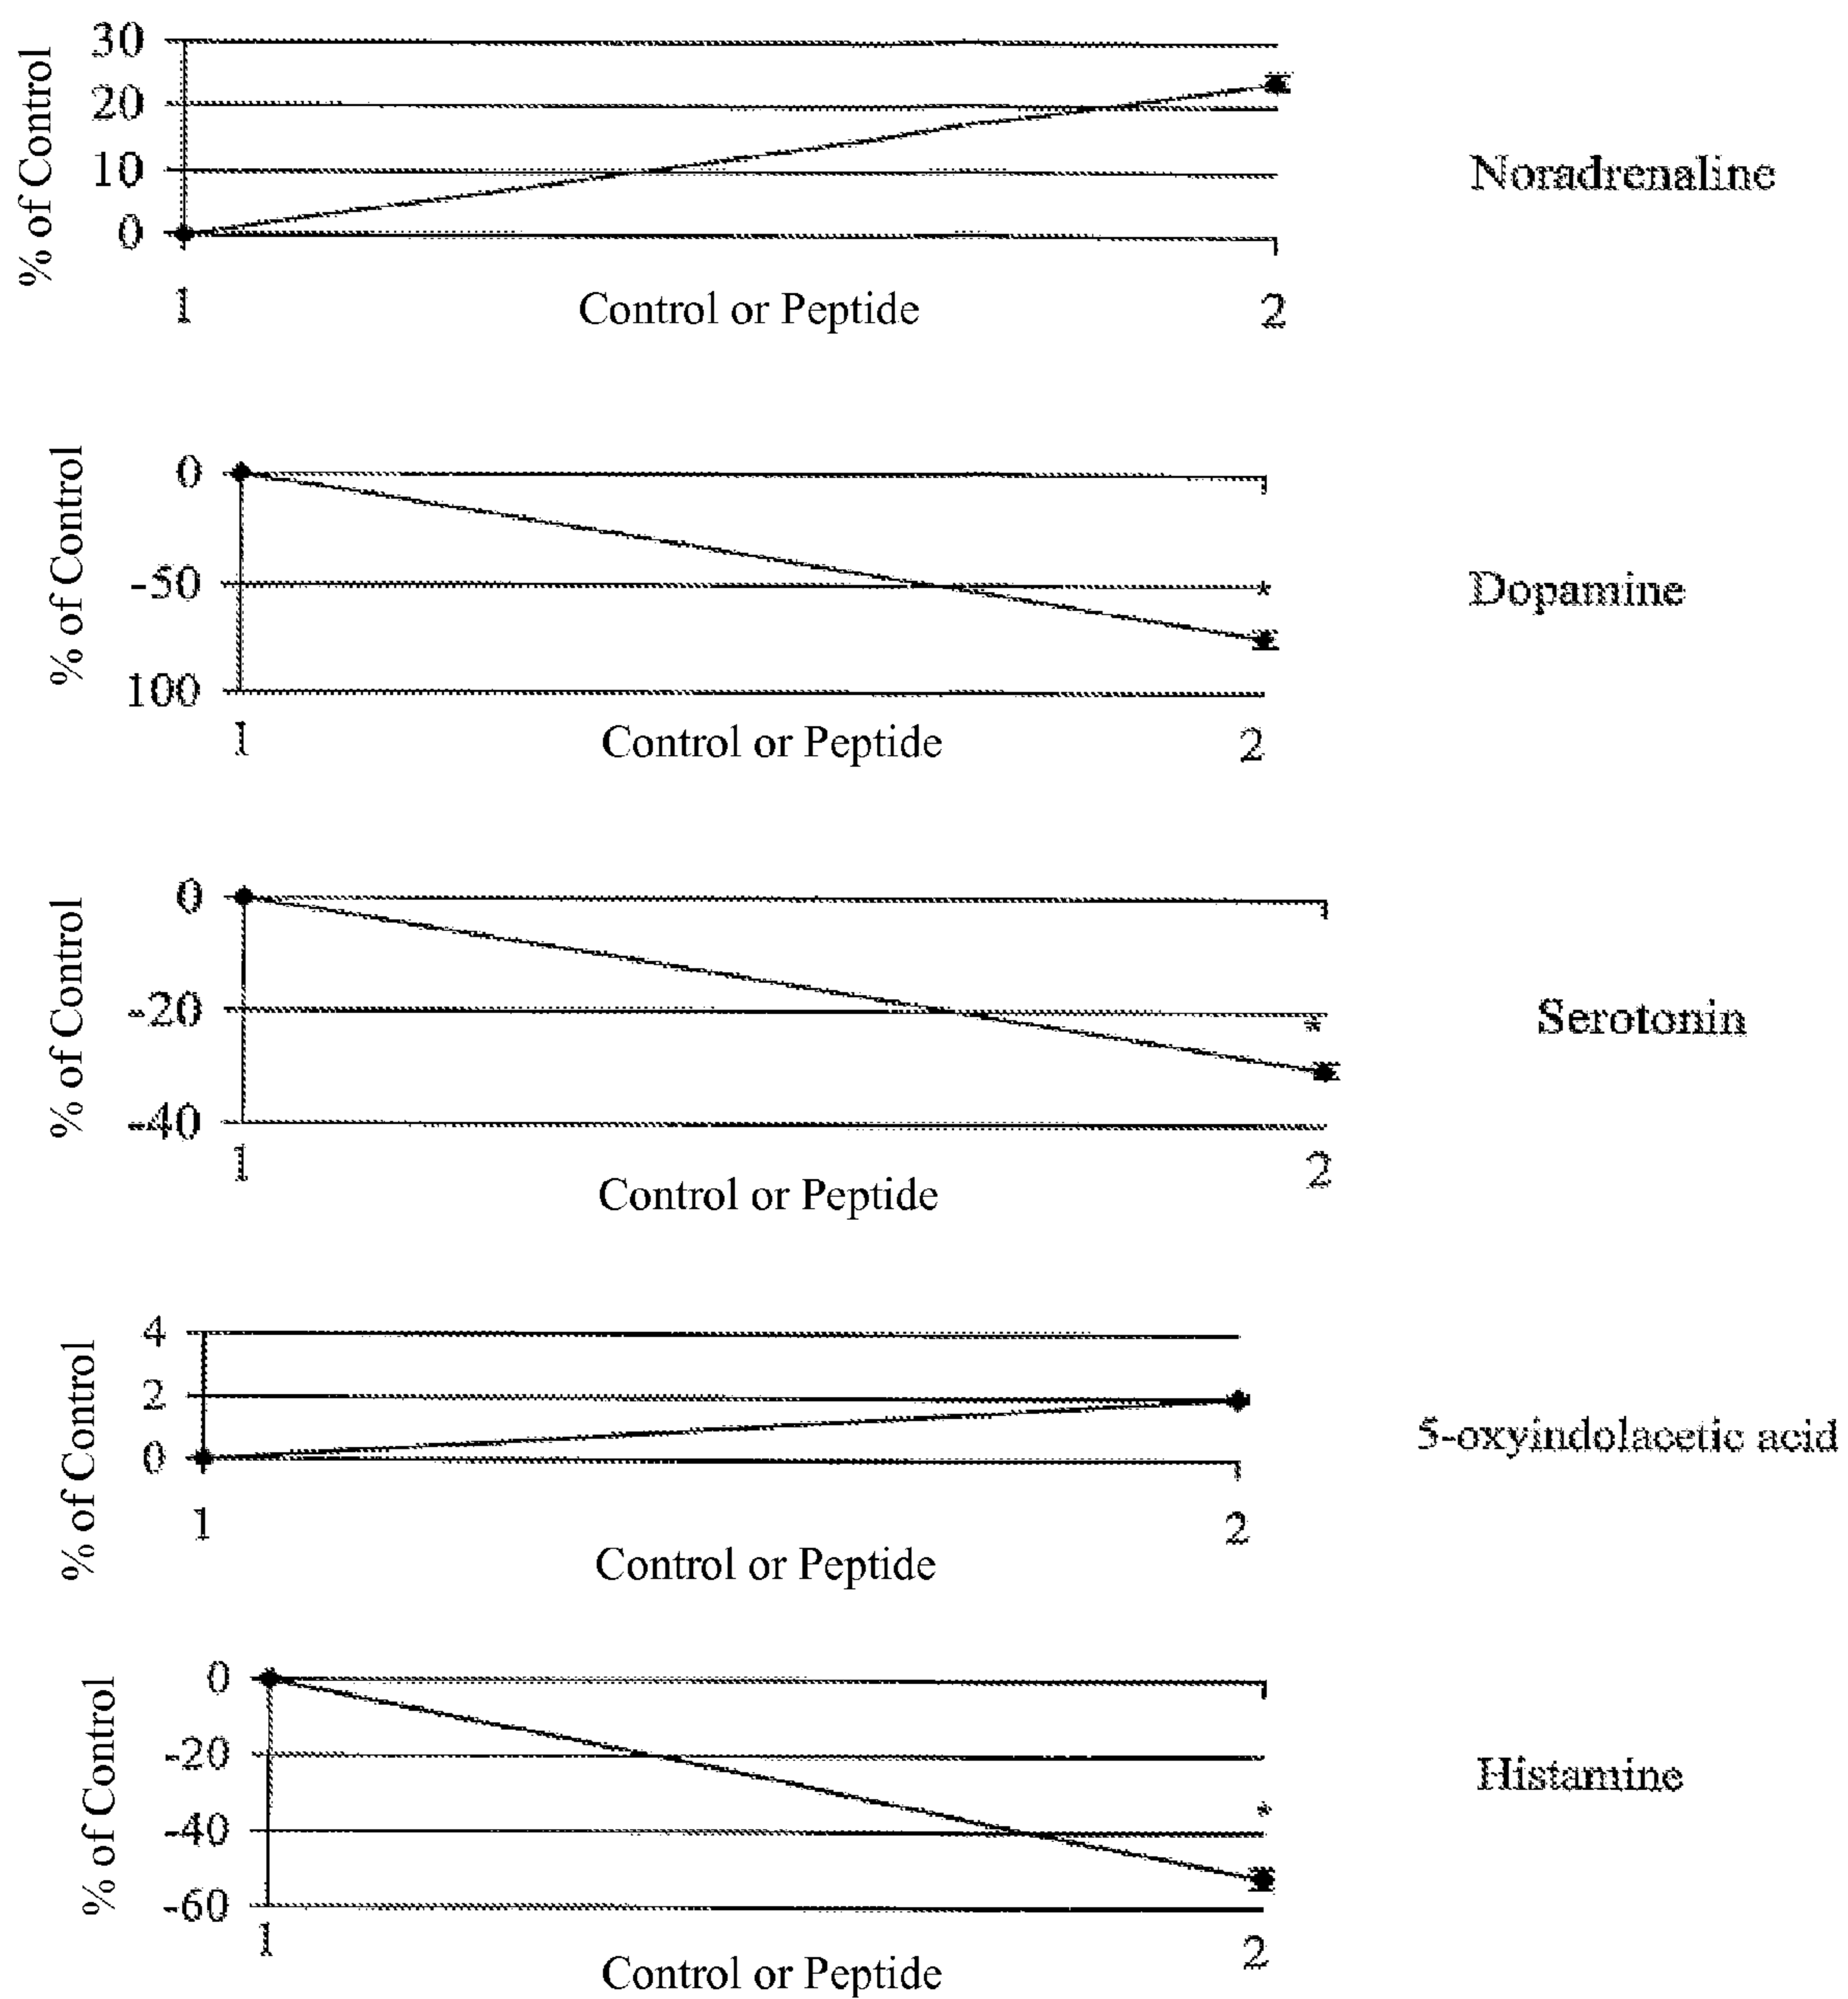 % of Control
30
20
10
0
1
Control or Peptide
2
Noradrenaline
% of Control
0
-50
100
*
1
Control or Peptide
2
Dopamine
% of Control
0
-20
-40
*
1
Control or Peptide
2
Serotonin
% of Control
4
2
0
1
Control or Peptide
2
5-oxyindolacetic acid
% of Control
0
-20
-40
-60
*
1
Control or Peptide
2
Histamine